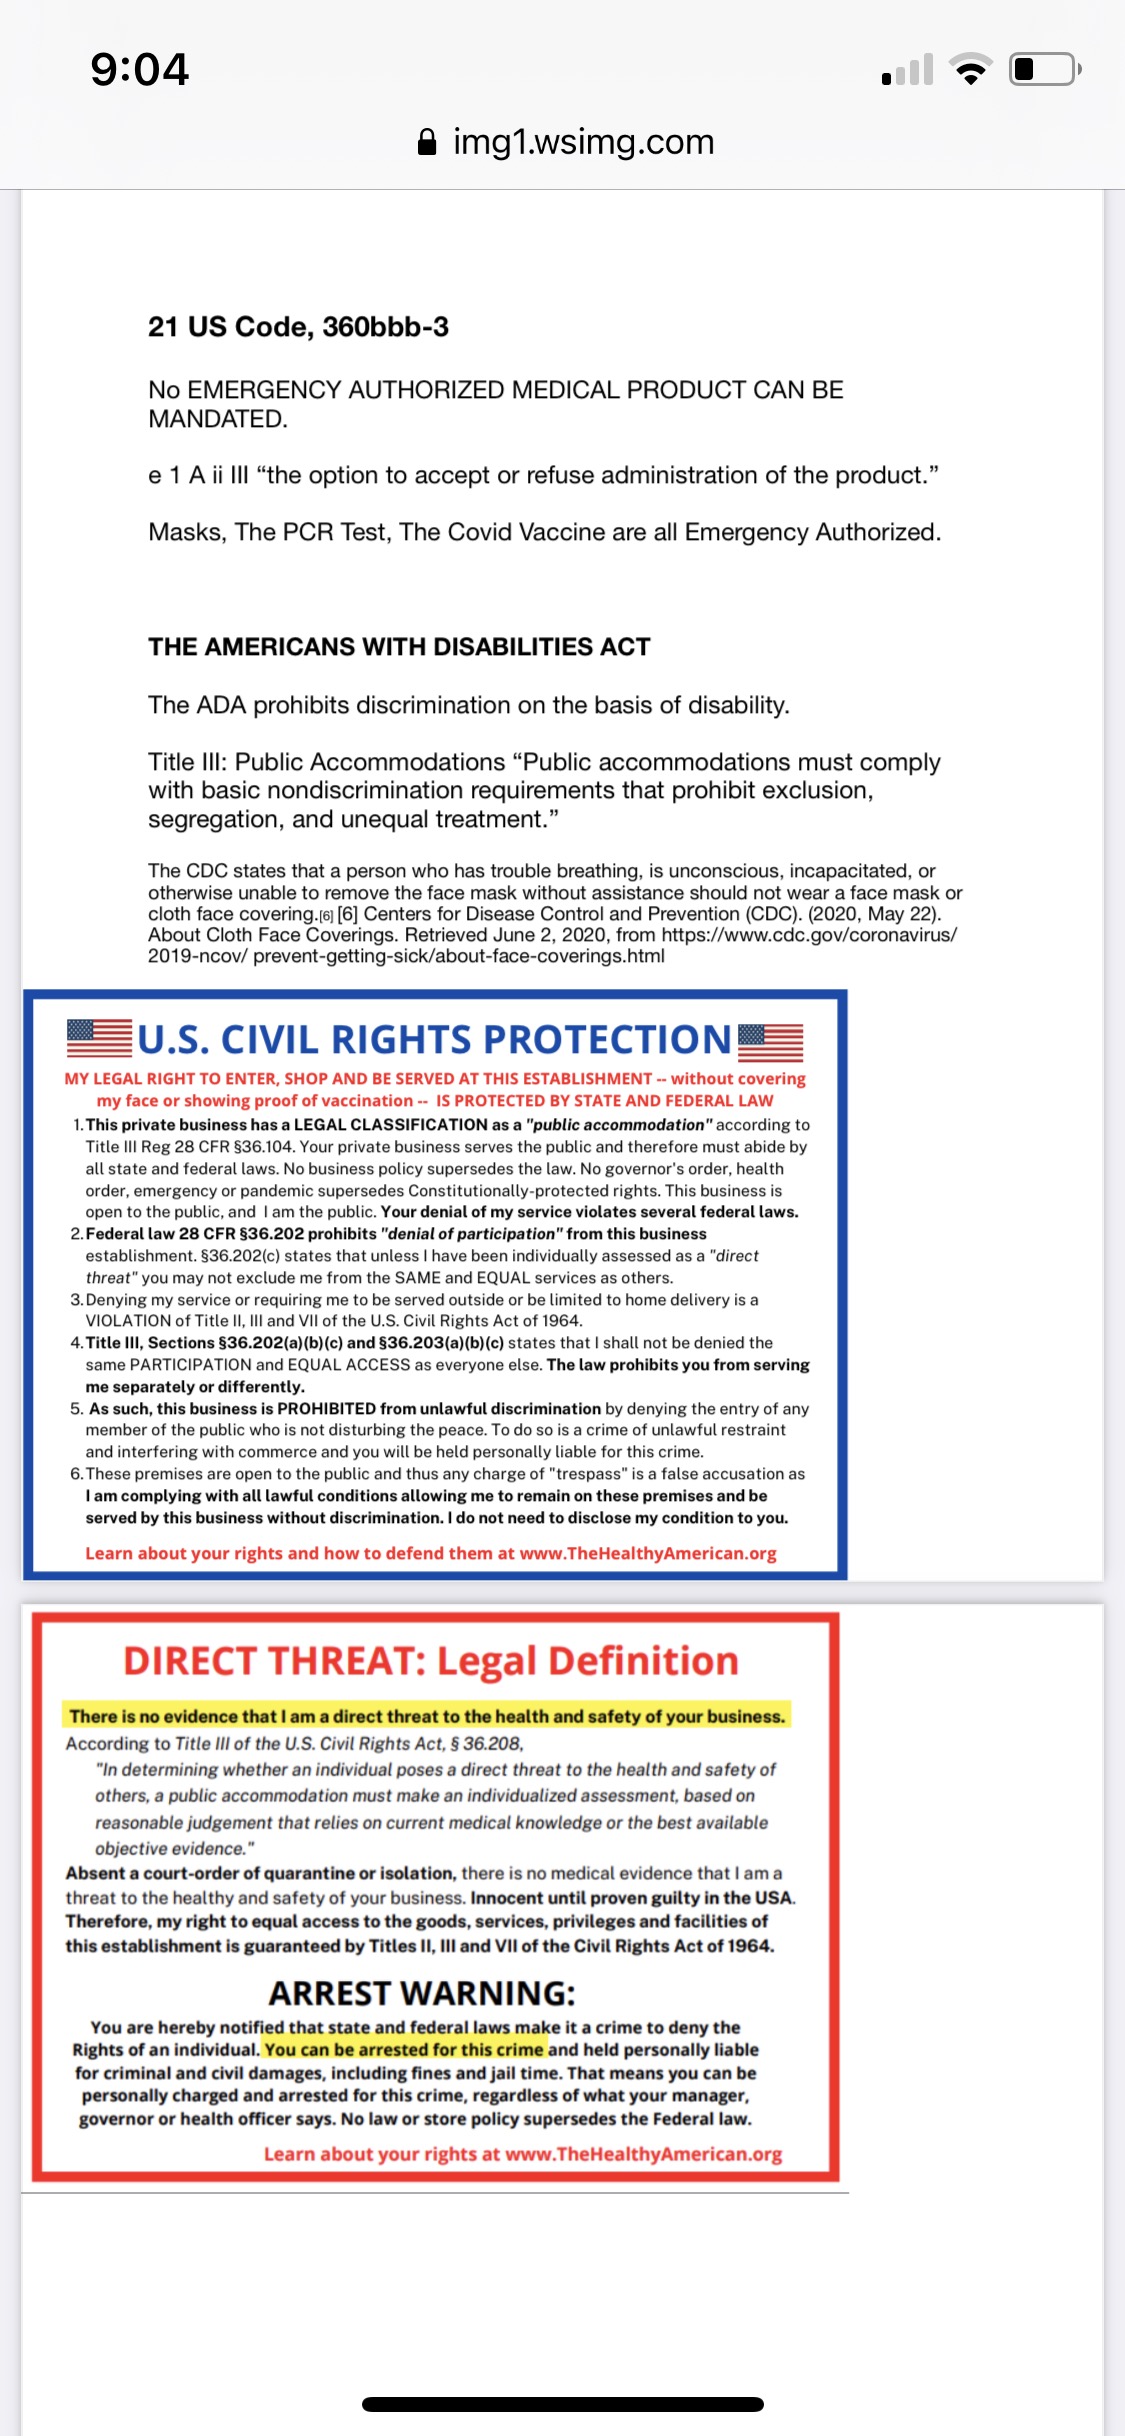 9:04
img1.wsimg.com
21 US Code, 360bbb-3
No EMERGENCY AUTHORIZED MEDICAL PRODUCT CAN BE
MANDATED.
e 1 A ii III “the option to accept or refuse administration of the product.”
Masks, The PCR Test, The Covid Vaccine are all Emergency Authorized.
THE AMERICANS WITH DISABILITIES ACT
The ADA prohibits discrimination on the basis of disability.
Title III: Public Accommodations “Public accommodations must comply
with basic nondiscrimination requirements that prohibit exclusion,
segregation, and unequal treatment.”
The CDC states that a person who has trouble breathing, is unconscious, incapacitated, or
otherwise unable to remove the face mask without assistance should not wear a face mask or
cloth face covering.[6] [6] Centers for Disease Control and Prevention (CDC). (2020, May 22).
About Cloth Face Coverings. Retrieved June 2, 2020, from https://www.cdc.gov/coronavirus/
2019-ncov/ prevent-getting-sick/about-face-coverings.html
U.S. CIVIL RIGHTS PROTECTION
MY LEGAL RIGHT TO ENTER, SHOP AND BE SERVED AT THIS ESTABLISHMENT -- without covering
my face or showing proof of vaccination -- IS PROTECTED BY STATE AND FEDERAL LAW
1. This private business has a LEGAL CLASSIFICATION as a "public accommodation" according to
Title III Reg 28 CFR §36.104. Your private business serves the public and therefore must abide by
all state and federal laws. No business policy supersedes the law. No governor's order, health
order, emergency or pandemic supersedes Constitutionally-protected rights. This business is
open to the public, and I am the public. Your denial of my service violates several federal laws.
2. Federal law 28 CFR §36.202 prohibits "denial of participation" from this business
establishment. §36.202(c) states that unless I have been individually assessed as a "direct
threat" you may not exclude me from the SAME and EQUAL services as others.
3. Denying my service or requiring me to be served outside or be limited to home delivery is a
VIOLATION of Title II, III and VII of the U.S. Civil Rights Act of 1964.
4. Title III, Sections §36.202(a)(b)(c) and §36.203(a)(b)(c) states that I shall not be denied the
same PARTICIPATION and EQUAL ACCESS as everyone else. The law prohibits you from serving
me separately or differently.
5. As such, this business is PROHIBITED from unlawful discrimination by denying the entry of any
member of the public who is not disturbing the peace. To do so is a crime of unlawful restraint
and interfering with commerce and you will be held personally liable for this crime.
6. These premises are open to the public and thus any charge of "trespass" is a false accusation as
I am complying with all lawful conditions allowing me to remain on these premises and be
served by this business without discrimination. I do not need to disclose my condition to you.
Learn about your rights and how to defend them at www.TheHealthyAmerican.org
DIRECT THREAT: Legal Definition
There is no evidence that I am a direct threat to the health and safety of your business.
According to Title III of the U.S. Civil Rights Act, § 36.208,
"In determining whether an individual poses a direct threat to the health and safety of
others, a public accommodation must make an individualized assessment, based on
reasonable judgement that relies on current medical knowledge or the best available
objective evidence."
Absent a court-order of quarantine or isolation, there is no medical evidence that I am a
threat to the healthy and safety of your business. Innocent until proven guilty in the USA.
Therefore, my right to equal access to the goods, services, privileges and facilities of
this establishment is guaranteed by Titles II, III and VII of the Civil Rights Act of 1964.
ARREST WARNING:
You are hereby notified that state and federal laws make it a crime to deny the
Rights of an individual. You can be arrested for this crime and held personally liable
for criminal and civil damages, including fines and jail time. That means you can be
personally charged and arrested for this crime, regardless of what your manager,
governor or health officer says. No law or store policy supersedes the Federal law.
Learn about your rights at www.TheHealthyAmerican.org